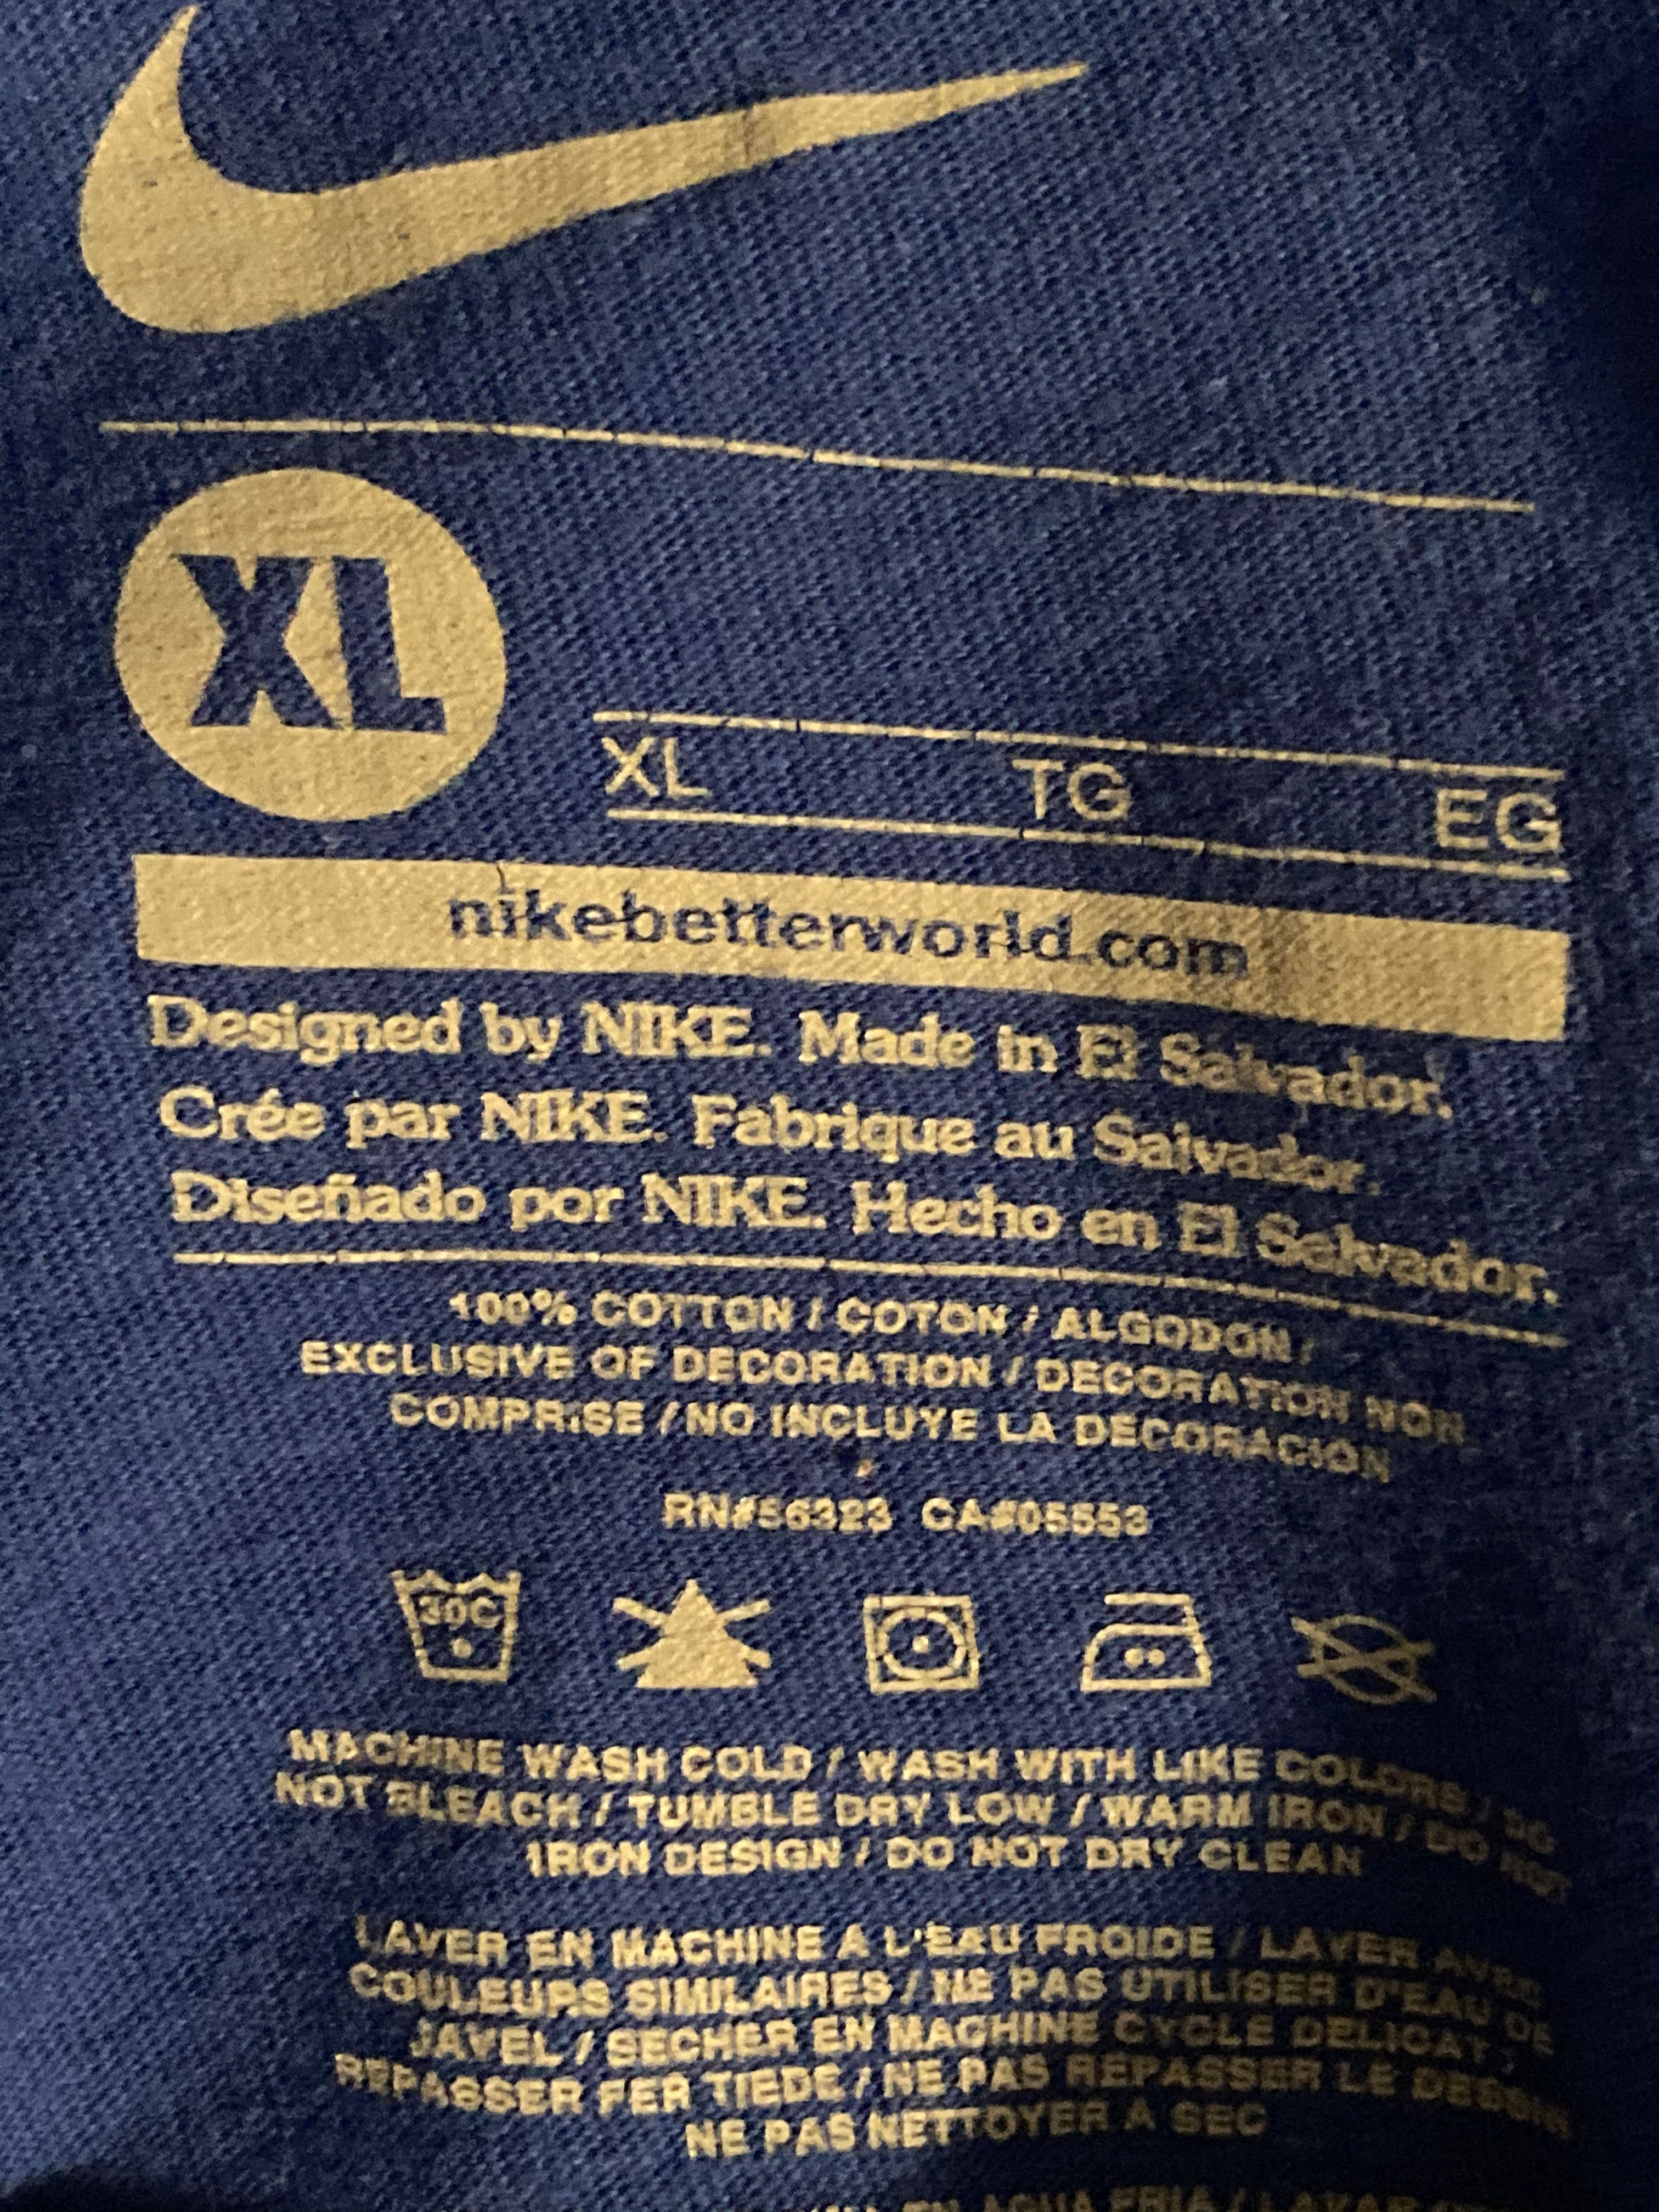 XL
XL TG EG
nikebetterworld.com
Designed by NIKE. Made in El Salvador.
Crée par NIKE. Fabrique au Salvador.
Diseñado por NIKE. Hecho en El Salvador.
100% COTTON / COTON / ALGODON /
EXCLUSIVE OF DECORATION / DECORATION NON
COMPRISE / NO INCLUYE LA DECORACION
RN#56323 CA#05553
30C
MACHINE WASH COLD / WASH WITH LIKE COLORS / DO
NOT BLEACH / TUMBLE DRY LOW / WARM IRON / DO NOT
IRON DESIGN / DO NOT DRY CLEAN
LAVER EN MACHINE A L'EAU FROIDE / LAVER AVEC
COULEURS SIMILAIRES / NE PAS UTILISER D'EAU DE
JAVEL / SECHER EN MACHINE CYCLE DELICAT /
REPASSER FER TIEDE / NE PAS REPASSER LE DESSIN /
NE PAS NETTOYER A SEC
EN AGUA FRIA / LAVAR